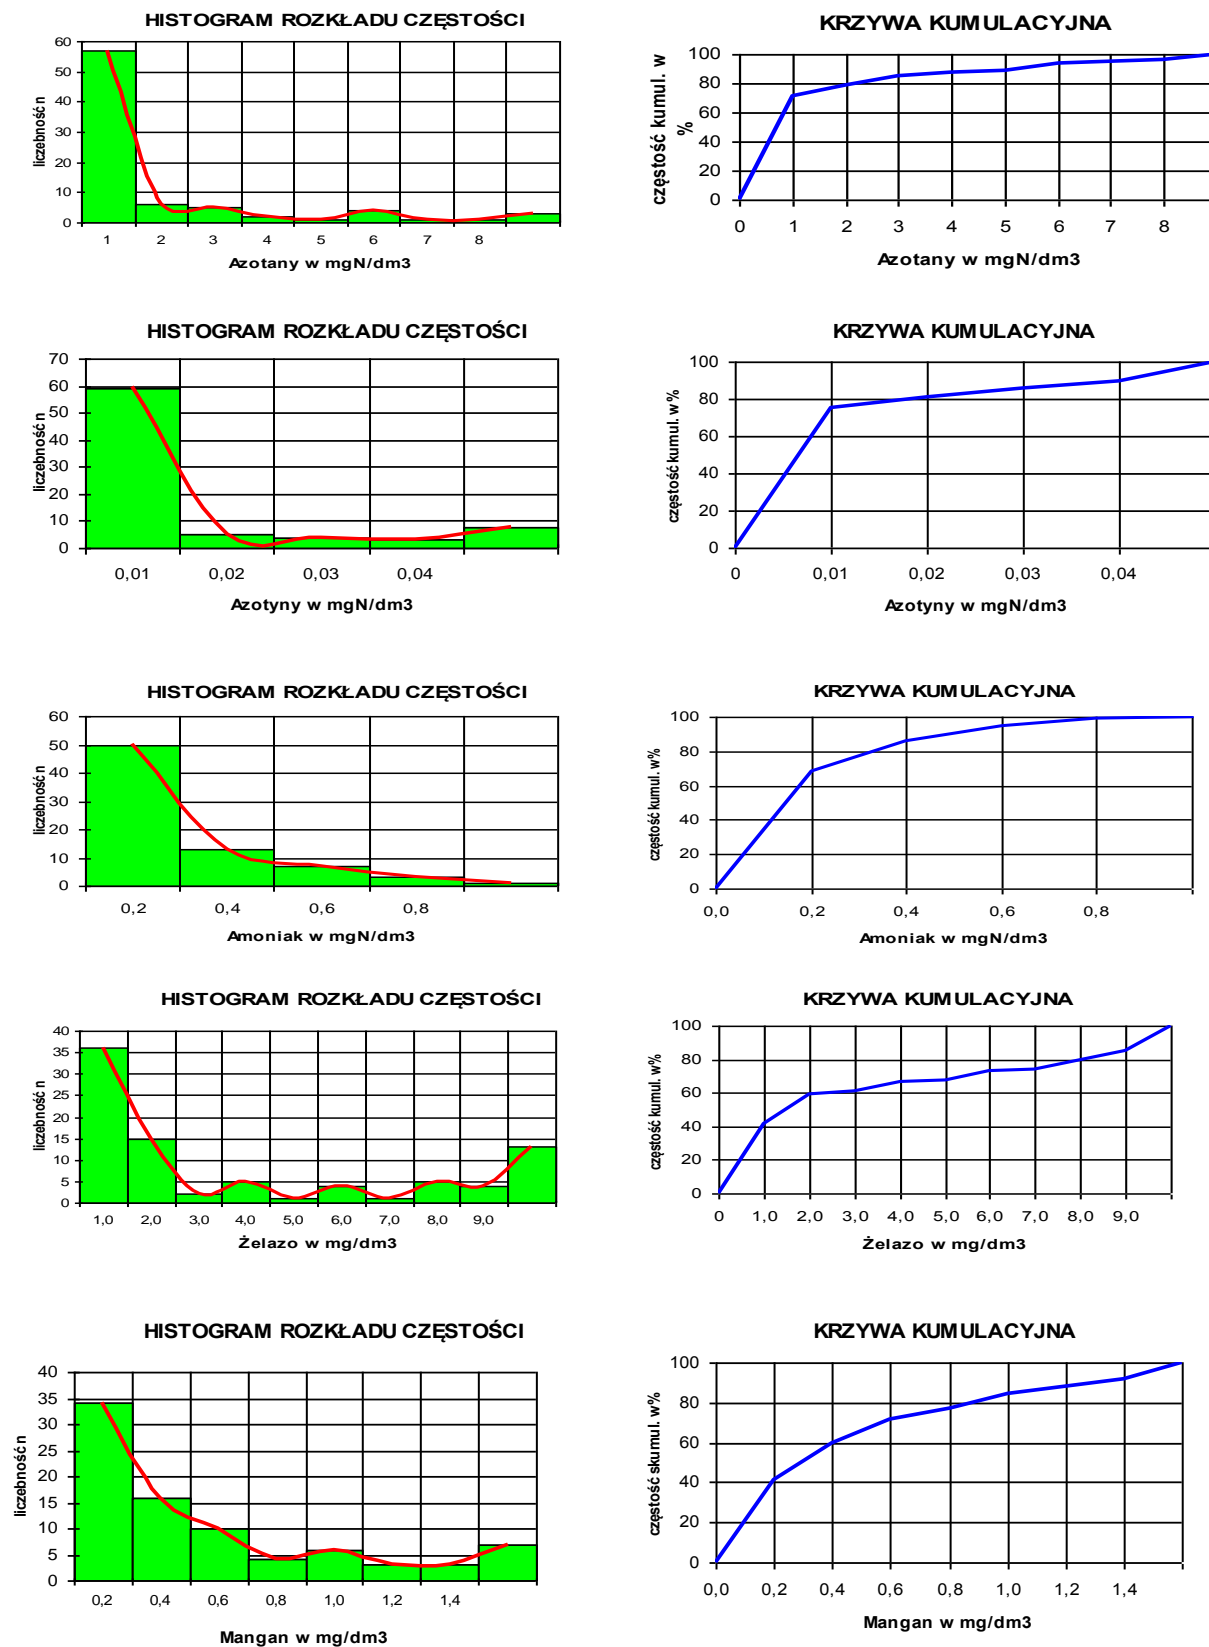 HISTOGRAM ROZKŁADU CZĘSTOŚCI
60
50
40
30
20
10
0
liczebność n
1 2 3 4 5 6 7 8
Azotany w mgN/dm3
KRZYWA KUMULACYJNA
100
80
60
40
20
0
częstość kumul. w
%
0 1 2 3 4 5 6 7 8
Azotany w mgN/dm3
HISTOGRAM ROZKŁADU CZĘSTOŚCI
70
60
50
40
30
20
10
0
liczebność n
0,01 0,02 0,03 0,04
Azotyny w mgN/dm3
KRZYWA KUMULACYJNA
100
80
60
40
20
0
częstość kumul. w%
0 0,01 0,02 0,03 0,04
Azotyny w mgN/dm3
HISTOGRAM ROZKŁADU CZĘSTOŚCI
60
50
40
30
20
10
0
liczebność n
0,2 0,4 0,6 0,8
Amoniak w mgN/dm3
KRZYWA KUMULACYJNA
100
80
60
40
20
0
częstość kumul. w%
0,0 0,2 0,4 0,6 0,8
Amoniak w mgN/dm3
HISTOGRAM ROZKŁADU CZĘSTOŚCI
40
35
30
25
20
15
10
5
0
liczebność n
1,0 2,0 3,0 4,0 5,0 6,0 7,0 8,0 9,0
Żelazo w mg/dm3
KRZYWA KUMULACYJNA
100
80
60
40
20
0
częstość kumul. w%
0 1,0 2,0 3,0 4,0 5,0 6,0 7,0 8,0 9,0
Żelazo w mg/dm3
HISTOGRAM ROZKŁADU CZĘSTOŚCI
40
35
30
25
20
15
10
5
0
liczebność n
0,2 0,4 0,6 0,8 1,0 1,2 1,4
Mangan w mg/dm3
KRZYWA KUMULACYJNA
100
80
60
40
20
0
częstość skumul. w%
0,0 0,2 0,4 0,6 0,8 1,0 1,2 1,4
Mangan w mg/dm3